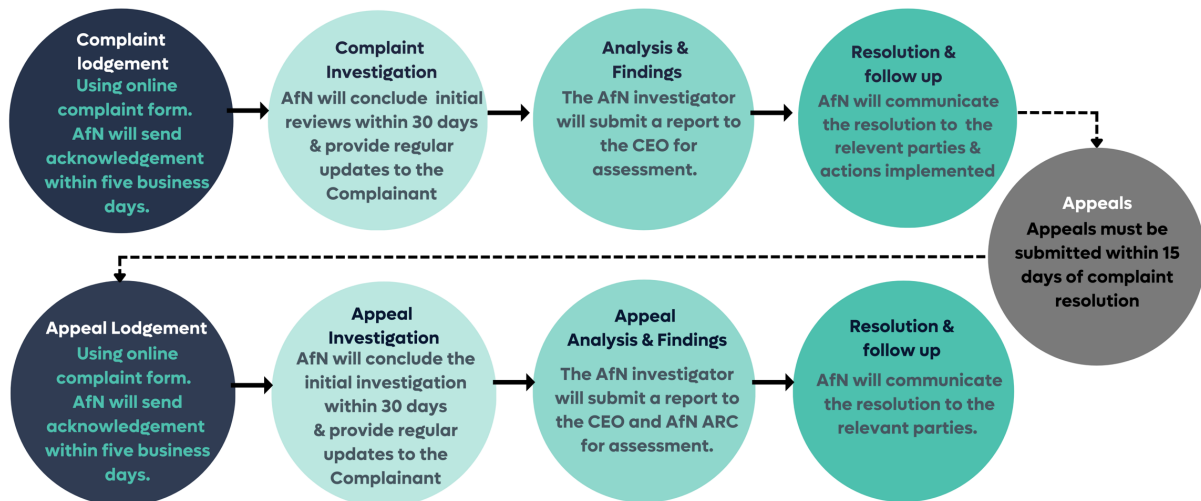 Complaint
lodgement
Using online
complaint form.
AfN will send
acknowledgement
within five business
days.
Complaint
Investigation
AfN will conclude initial
reviews within 30 days
& provide regular
updates to the
Complainant
Analysis &
Findings
The AfN investigator
will submit a report to
the CEO for
assessment.
Resolution &
follow up
AfN will communicate
the resolution to the
relevent parties &
actions implemented
Appeals
Appeals must be
submitted within 15
days of complaint
resolution
Appeal Lodgement
Using online
complaint form.
AfN will send
acknowledgement
within five business
days.
Appeal
Investigation
AfN will conclude the
initial investigation
within 30 days
& provide regular
updates to the
Complainant
Appeal
Analysis & Findings
The AfN investigator
will submit a report to
the CEO and AfN ARC
for assessment.
Resolution &
follow up
AfN will communicate
the resolution to the
relevant parties.